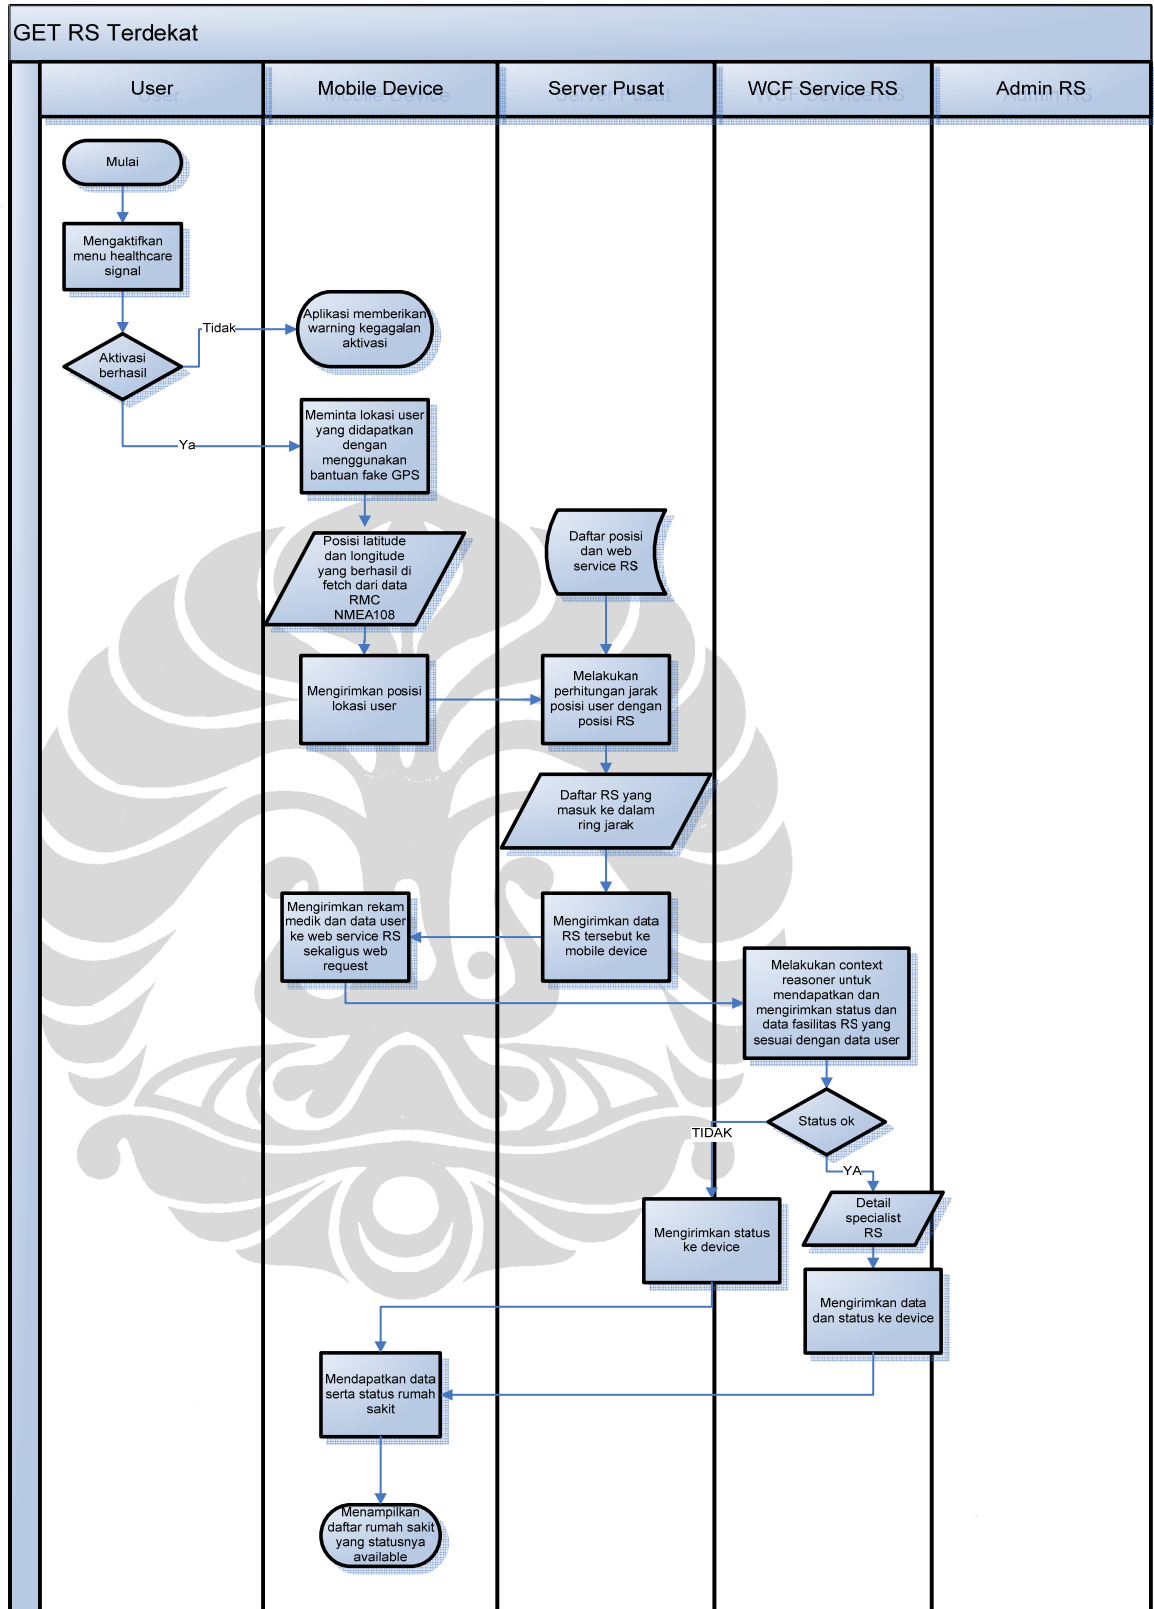 GET RS Terdekat
User
Mobile Device
Server Pusat
WCF Service RS
Admin RS
Mulai
Mengaktifkan
menu healthcare
signal
Aktivasi
berhasil
Tidak
Aplikasi memberikan
warning kegagalan
aktivasi
Ya
Meminta lokasi user
yang didapatkan
dengan
menggunakan
bantuan fake GPS
Posisi latitude
dan longitude
yang berhasil di
fetch dari data
RMC
NMEA108
Daftar posisi
dan web
service RS
Mengirimkan posisi
lokasi user
Melakukan
perhitungan jarak
posisi user dengan
posisi RS
Daftar RS yang
masuk ke dalam
ring jarak
Mengirimkan data
RS tersebut ke
mobile device
Mengirimkan rekam
medik dan data user
ke web service RS
sekaligus web
request
Melakukan context
reasoner untuk
mendapatkan dan
mengirimkan status dan
data fasilitas RS yang
sesuai dengan data user
Status ok
TIDAK
YA
Detail
specialist
RS
Mengirimkan status
ke device
Mengirimkan data
dan status ke device
Mendapatkan data
serta status rumah
sakit
Menampilkan
daftar rumah sakit
yang statusnya
available